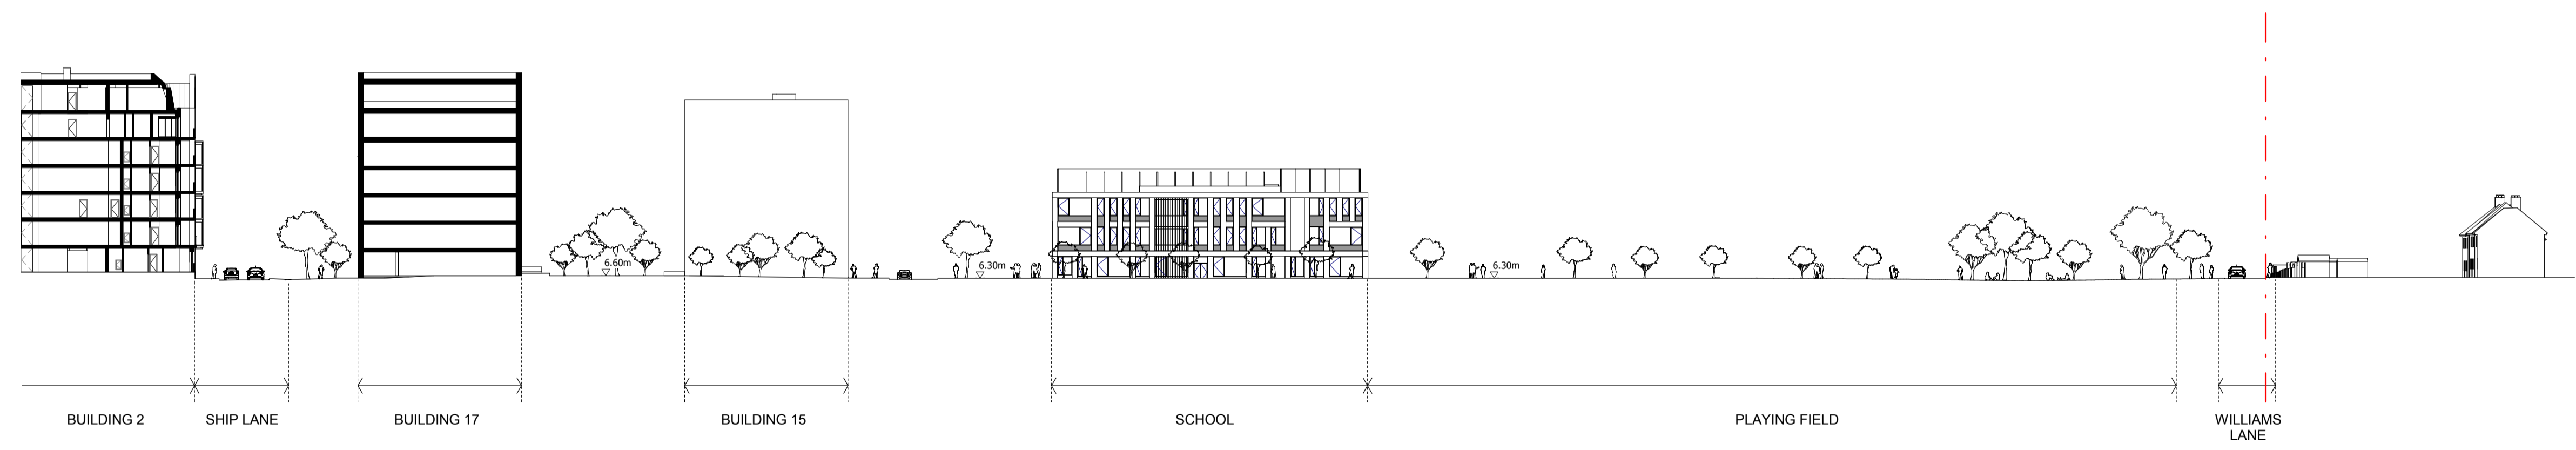 6.60m
6.30m
6.30m
BUILDING 2
SHIP LANE
BUILDING 17
BUILDING 15
SCHOOL
PLAYING FIELD
WILLIAMS
LANE